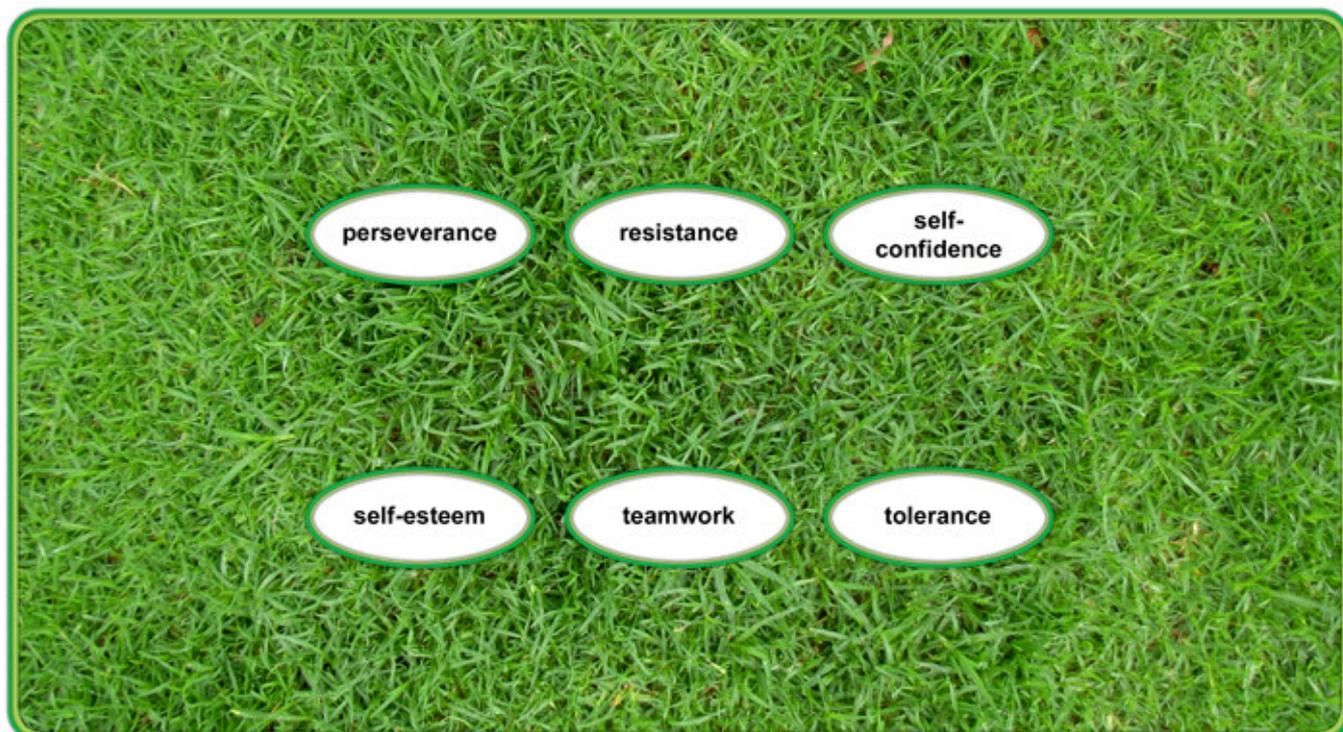 perseverance
resistance
self-
confidence
self-esteem
teamwork
tolerance